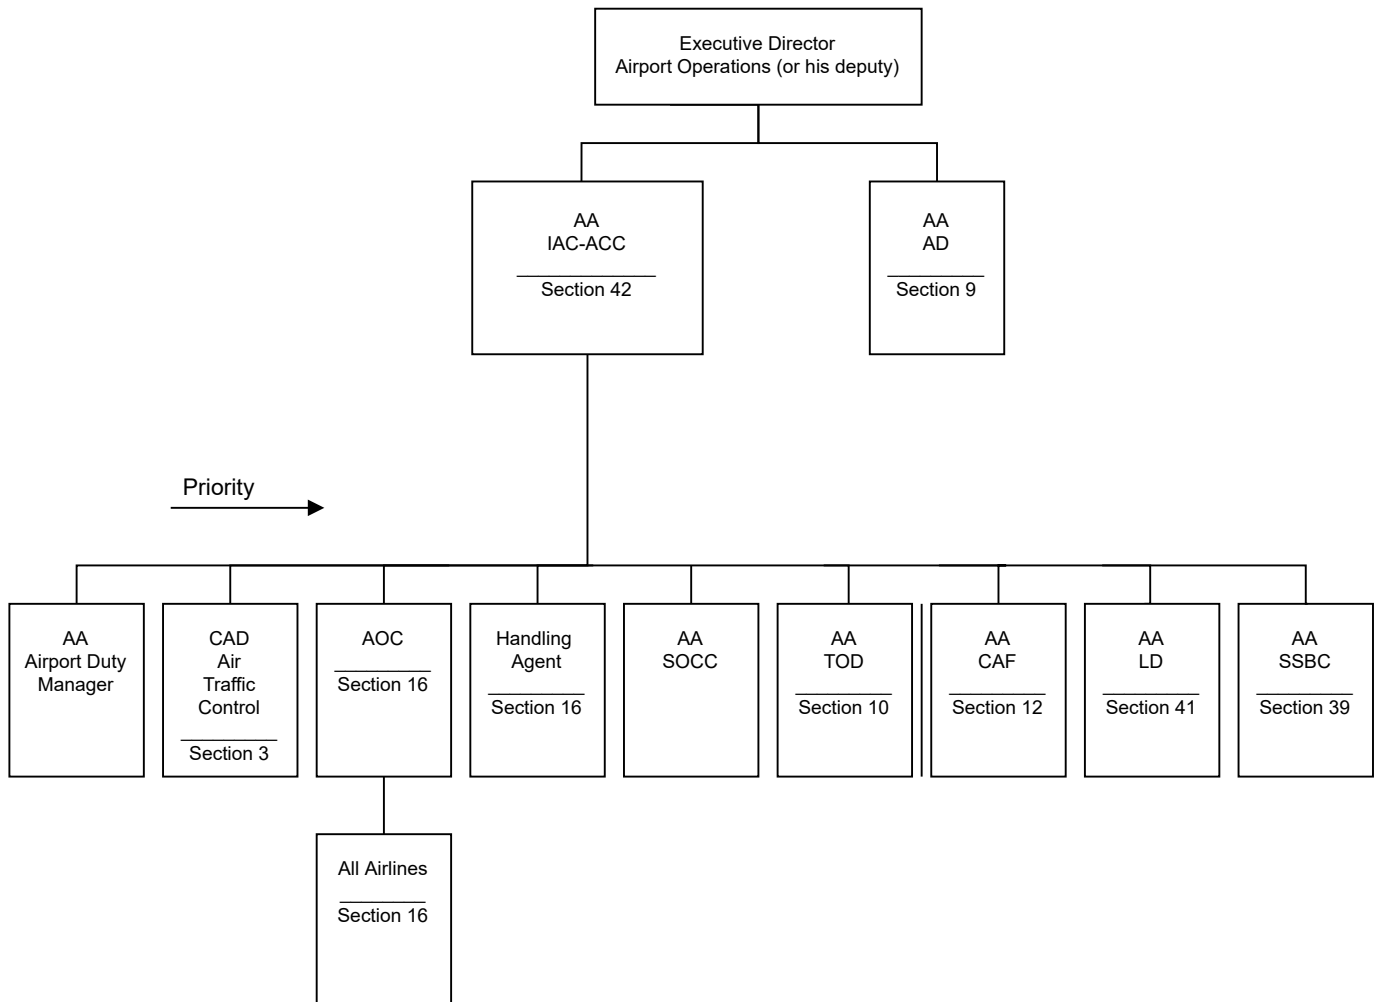 Executive Director
Airport Operations (or his deputy)
AA
IAC-ACC
Section 42
AA
AD
Section 9
Priority
AA
Airport Duty
Manager
CAD
Air
Traffic
Control
Section 3
AOC
Section 16
Handling
Agent
Section 16
AA
SOCC
AA
TOD
Section 10
AA
CAF
Section 12
AA
LD
Section 41
AA
SSBC
Section 39
All Airlines
Section 16